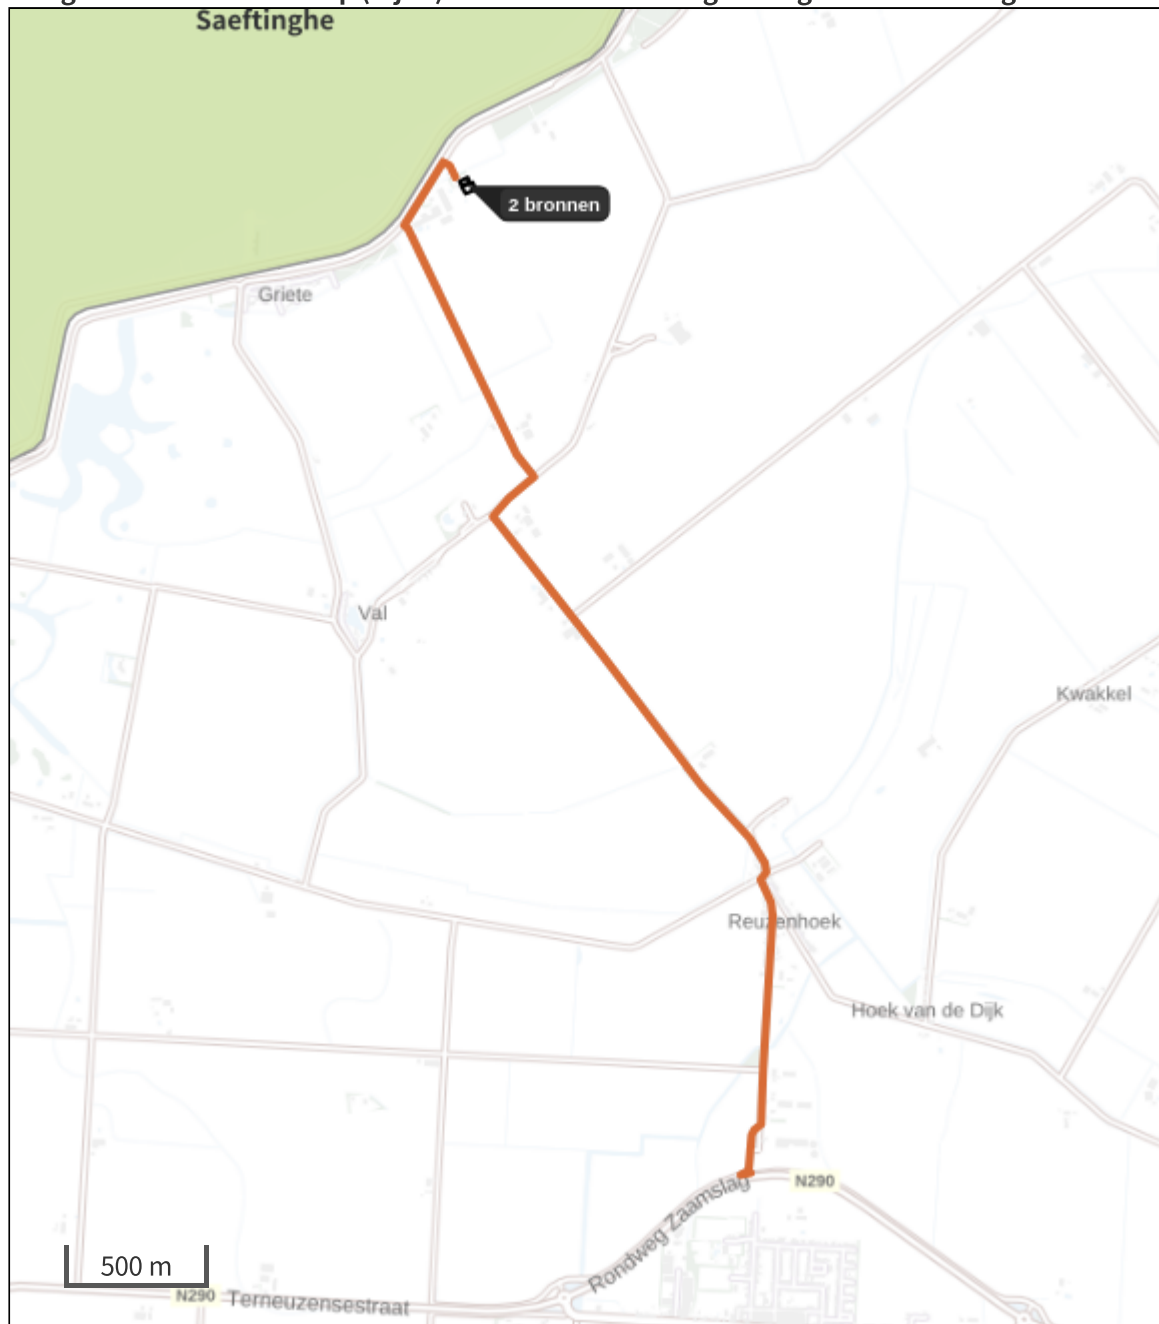 Saeftinghe
2 bronnen
Griete
Val
Kwakkel
Reuzenhoek
Hoek van de Dijk
N290
Rondweg Zaamslag
500 m
N290
Terneuzensestraat